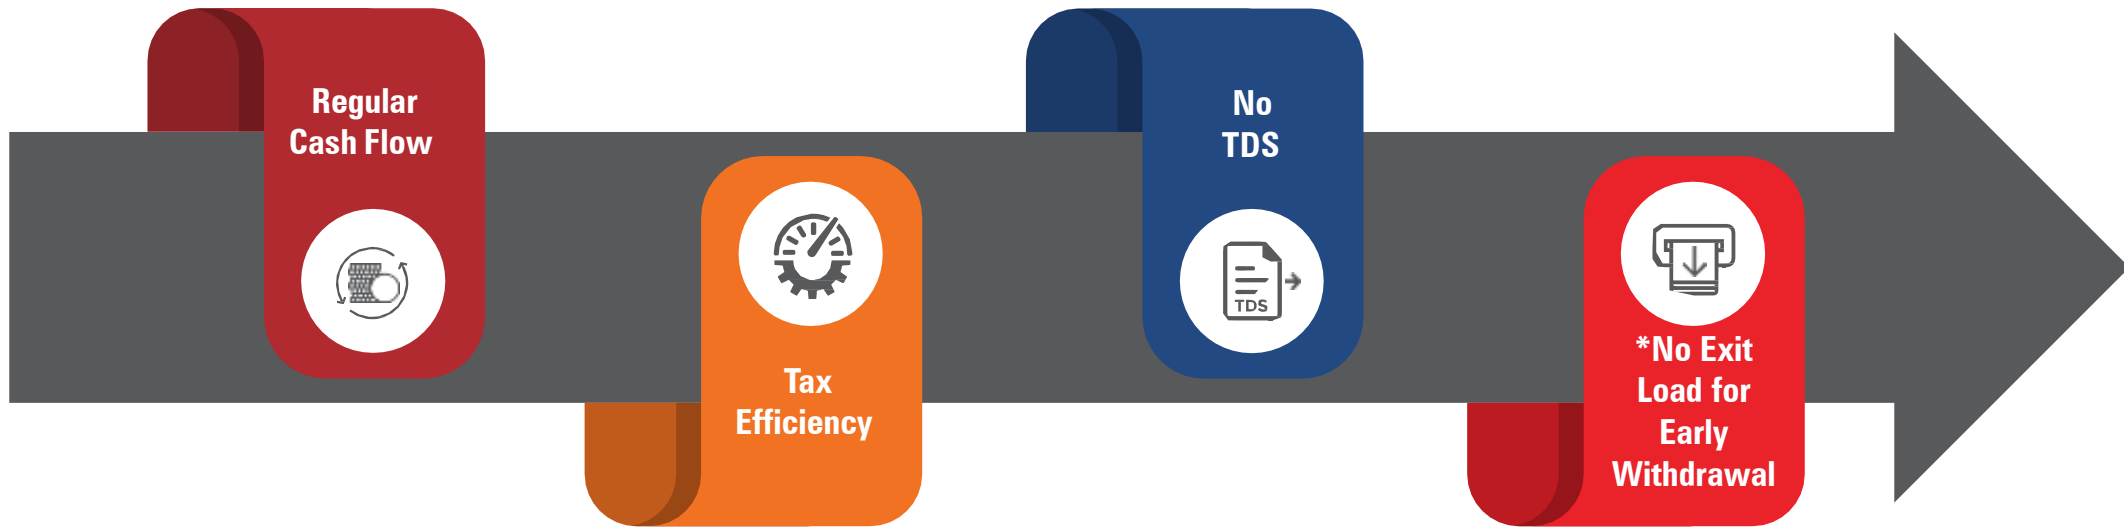 Regular
Cash Flow
Tax
Efficiency
No
TDS
TDS
*No Exit
Load for
Early
Withdrawal